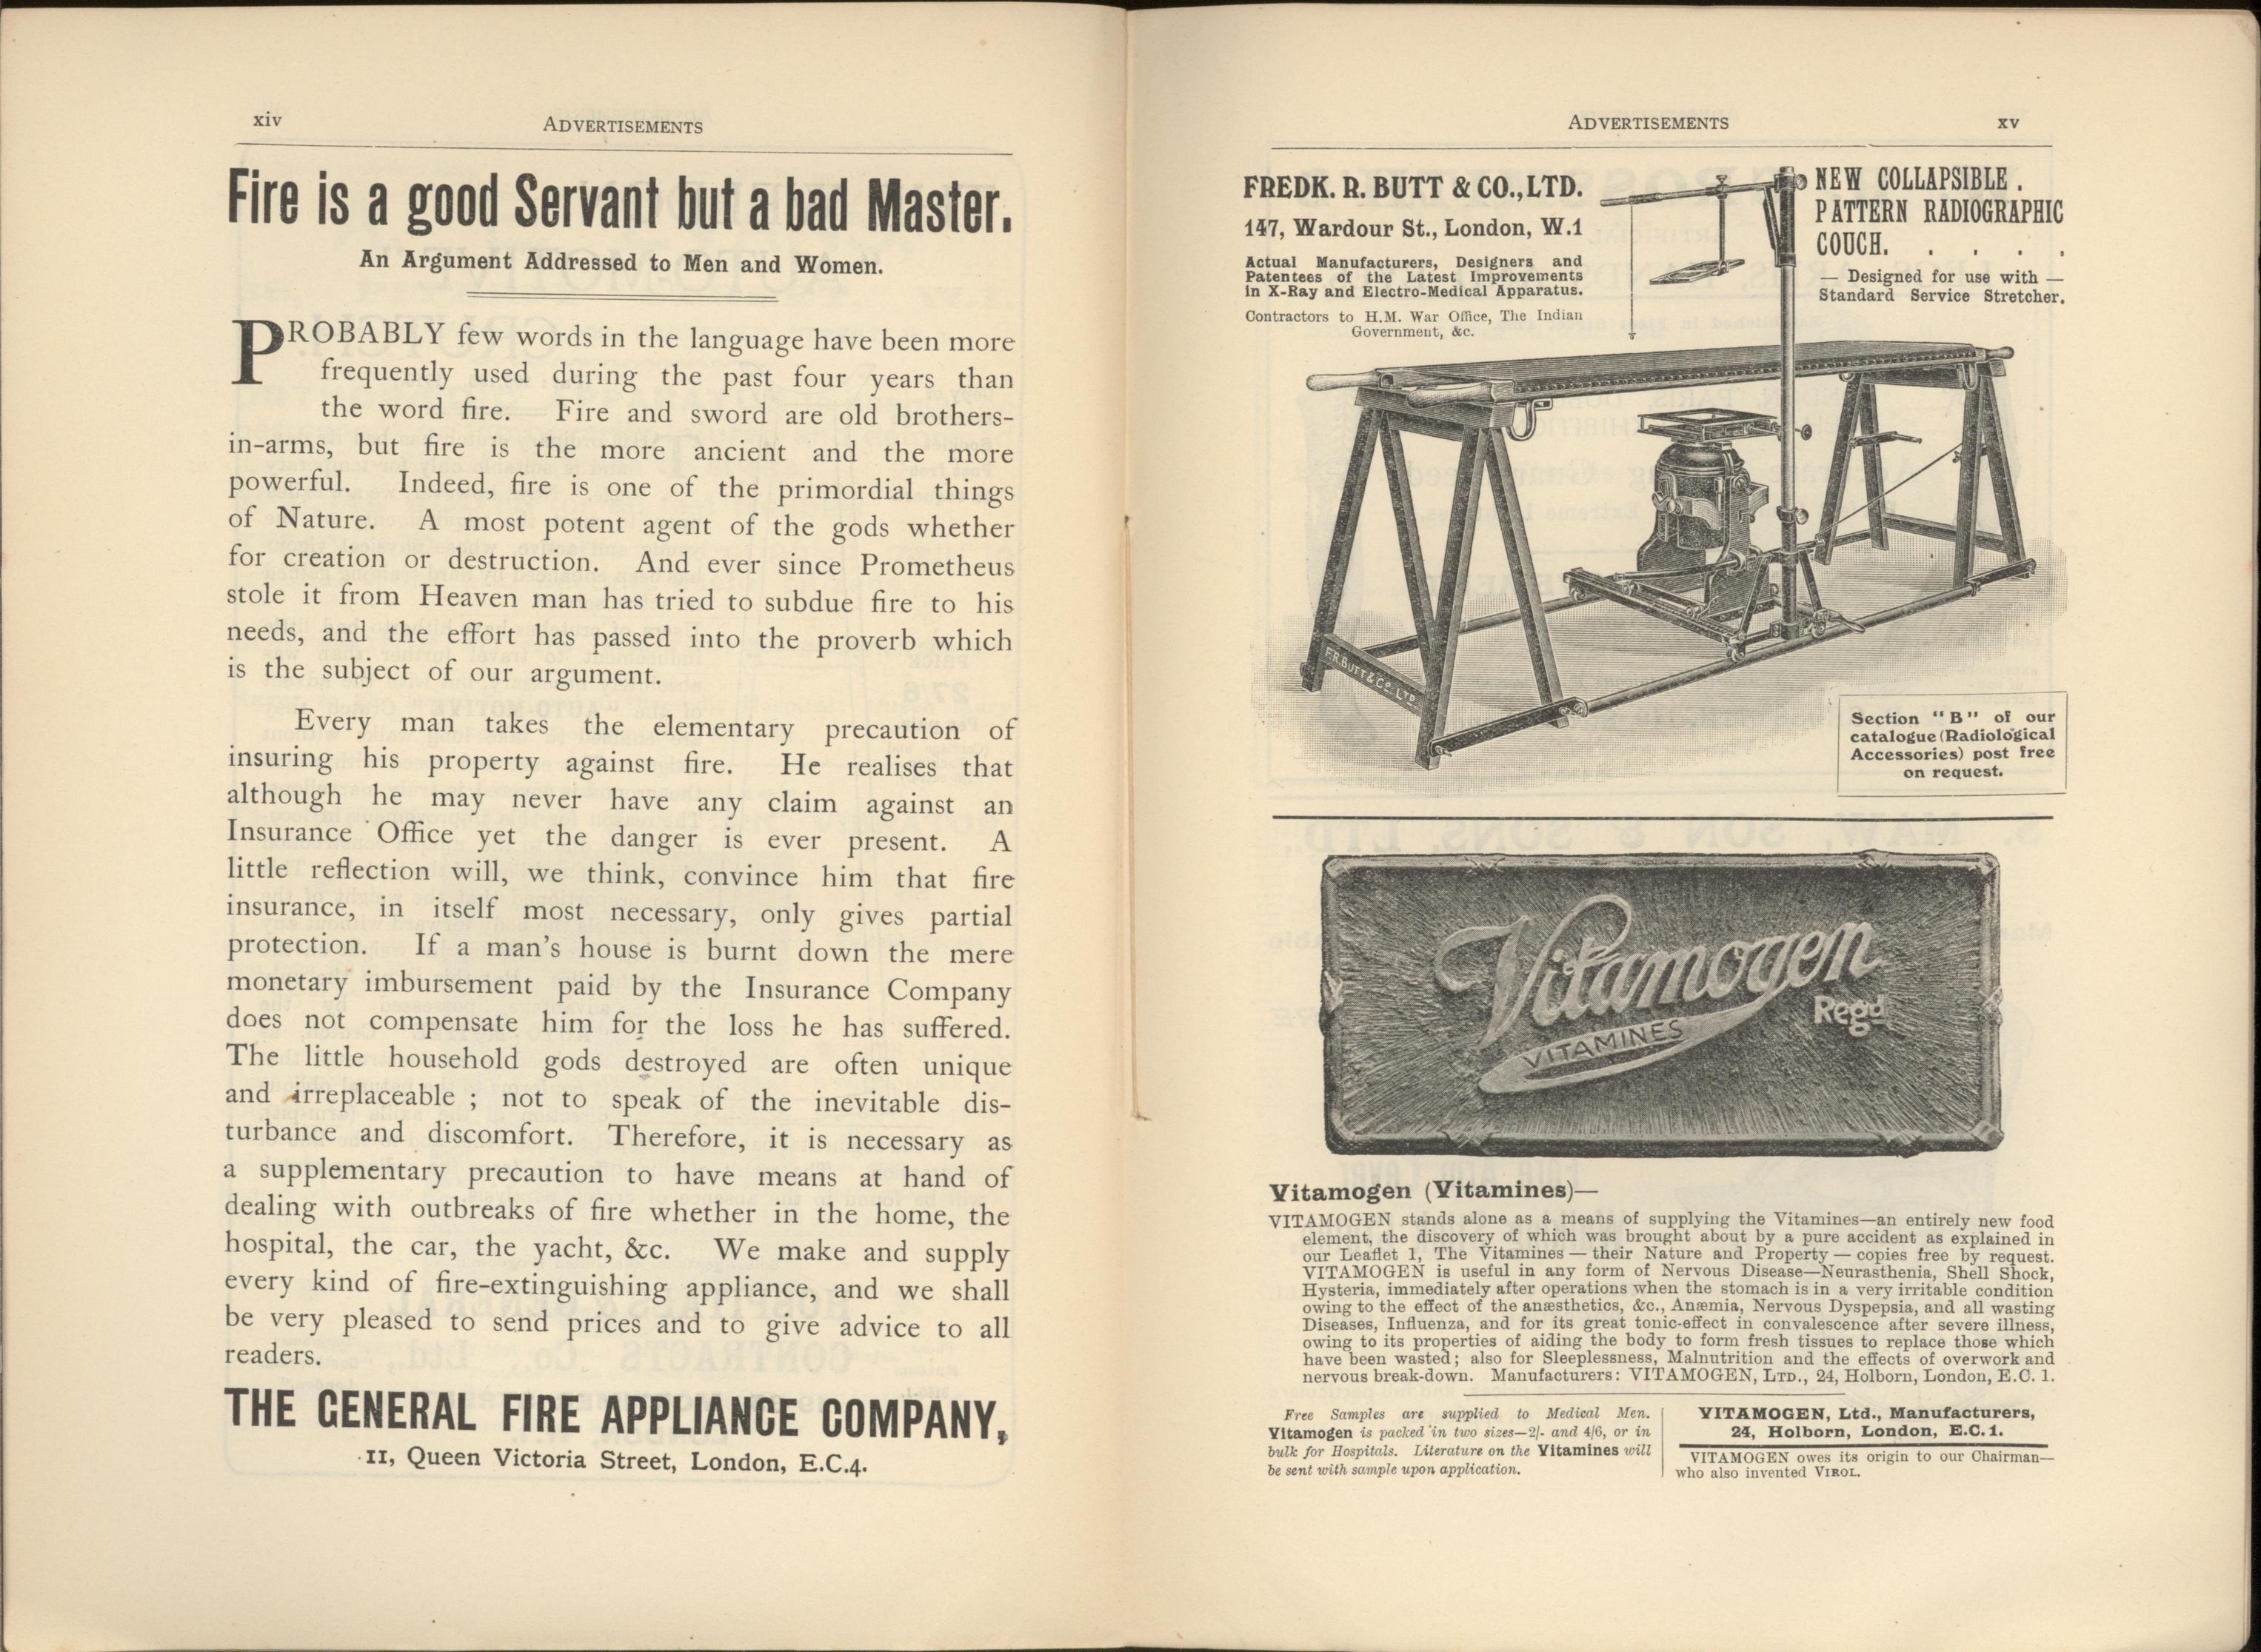 xiv
ADVERTISEMENTS
Fire is a good Servant but a bad Master.
An Argument Addressed to Men and Women.
PROBABLY few words in the language have been more
frequently used during the past four years than
the word fire. Fire and sword are old brothers-
in-arms, but fire is the more ancient and the more
powerful. Indeed, fire is one of the primordial things
of Nature. A most potent agent of the gods whether
for creation or destruction. And ever since Prometheus
stole it from Heaven man has tried to subdue fire to his
needs, and the effort has passed into the proverb which
is the subject of our argument.
Every man takes the elementary precaution of
insuring his property against fire. He realises that
although he may never have any claim against an
Insurance Office yet the danger is ever present. A
little reflection will, we think, convince him that fire
insurance, in itself most necessary, only gives partial
protection. If a man's house is burnt down the mere
monetary imbursement paid by the Insurance Company
does not compensate him for the loss he has suffered.
The little household gods destroyed are often unique
and irreplaceable ; not to speak of the inevitable dis-
turbance and discomfort. Therefore, it is necessary as
a supplementary precaution to have means at hand of
dealing with outbreaks of fire whether in the home, the
hospital, the car, the yacht, &c. We make and supply
every kind of fire-extinguishing appliance, and we shall
be very pleased to send prices and to give advice to all
readers.
THE GENERAL FIRE APPLIANCE COMPANY,
11, Queen Victoria Street, London, E.C.4.
ADVERTISEMENTS
xv
FREDK. R. BUTT & CO., LTD.
147, Wardour St., London, W.1
Actual Manufacturers, Designers and
Patentees of the Latest Improvements
in X-Ray and Electro-Medical Apparatus.
Contractors to H.M. War Office, The Indian
Government, &c.
NEW COLLAPSIBLE .
PATTERN RADIOGRAPHIC
COUCH. . . . .
— Designed for use with —
Standard Service Stretcher.
F.R.BUTT & CO. LTD
Section "B" of our
catalogue (Radiological
Accessories) post free
on request.
Vitamogen
Regd
VITAMINES
Vitamogen (Vitamines)—
VITAMOGEN stands alone as a means of supplying the Vitamines—an entirely new food
element, the discovery of which was brought about by a pure accident as explained in
our Leaflet 1, The Vitamines — their Nature and Property — copies free by request.
VITAMOGEN is useful in any form of Nervous Disease—Neurasthenia, Shell Shock,
Hysteria, immediately after operations when the stomach is in a very irritable condition
owing to the effect of the anæsthetics, &c., Anæmia, Nervous Dyspepsia, and all wasting
Diseases, Influenza, and for its great tonic-effect in convalescence after severe illness,
owing to its properties of aiding the body to form fresh tissues to replace those which
have been wasted; also for Sleeplessness, Malnutrition and the effects of overwork and
nervous break-down. Manufacturers: VITAMOGEN, LTD., 24, Holborn, London, E.C. 1.
Free Samples are supplied to Medical Men.
Vitamogen is packed in two sizes—2/- and 4/6, or in
bulk for Hospitals. Literature on the Vitamines will
be sent with sample upon application.
VITAMOGEN, Ltd., Manufacturers,
24, Holborn, London, E.C. 1.
VITAMOGEN owes its origin to our Chairman—
who also invented VIROL.